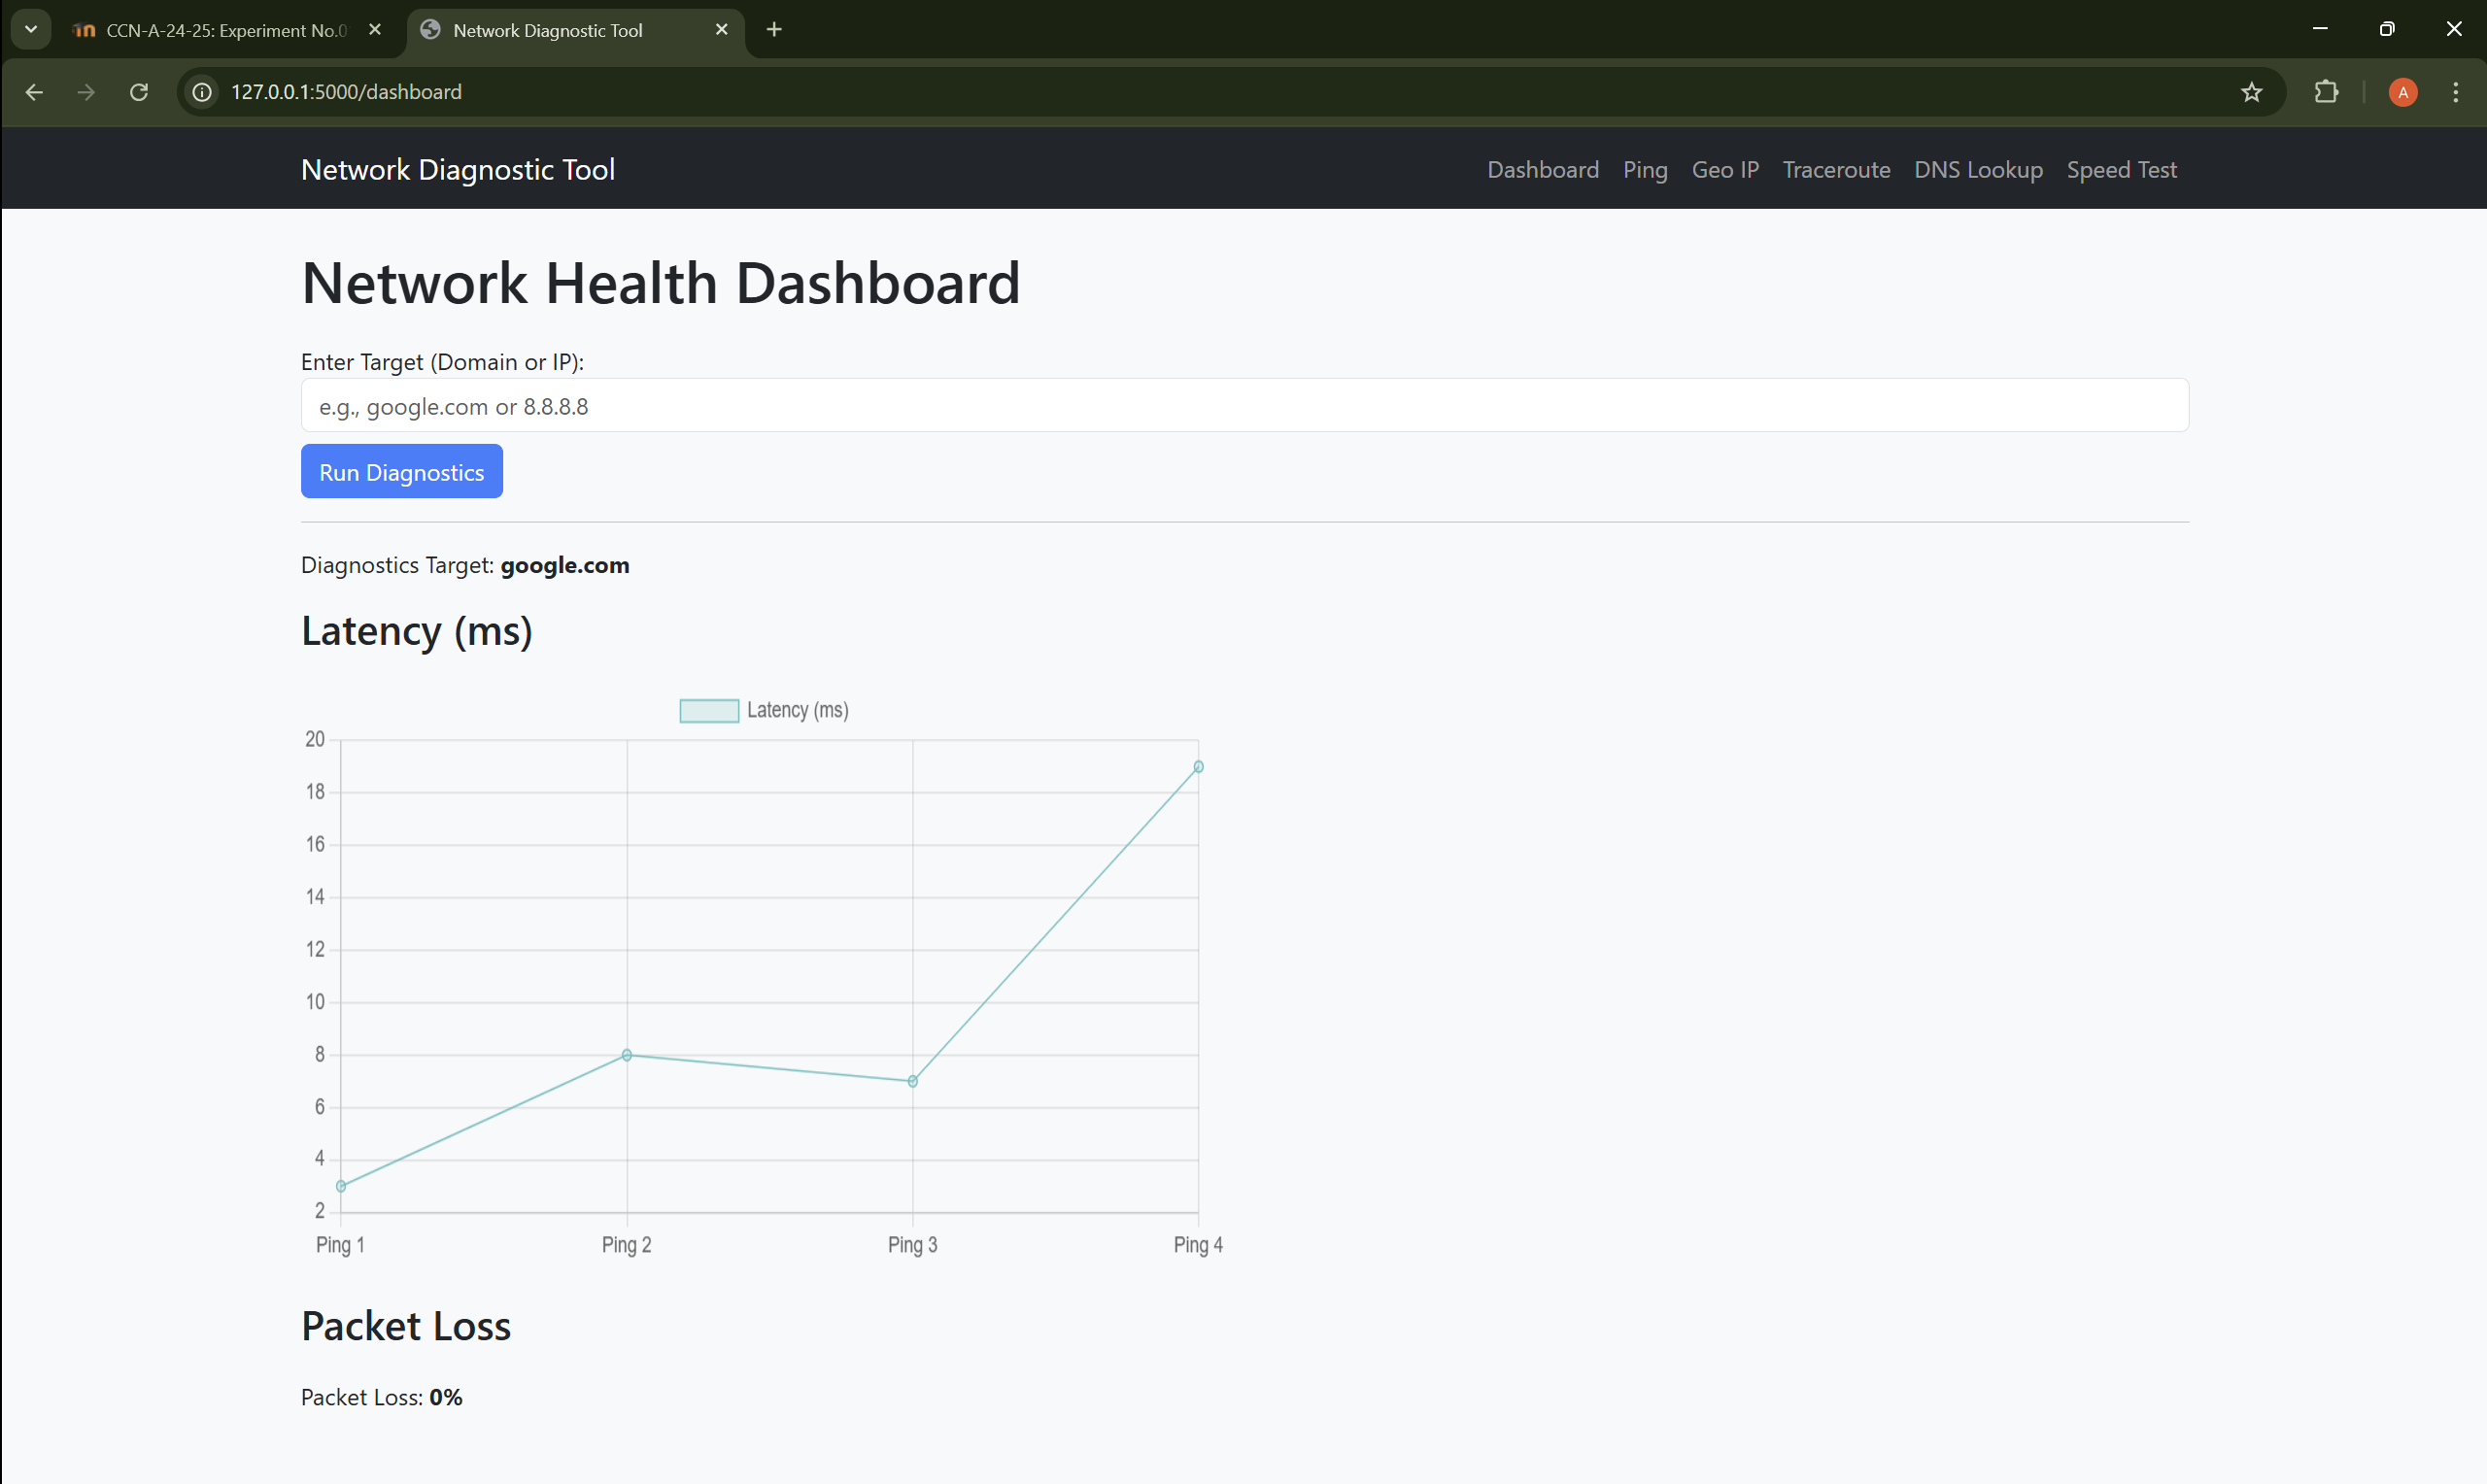 CCN-A-24-25: Experiment No.0
Network Diagnostic Tool
127.0.0.1:5000/dashboard
A
Network Diagnostic Tool
Dashboard Ping Geo IP Traceroute DNS Lookup Speed Test
Network Health Dashboard
Enter Target (Domain or IP):
e.g., google.com or 8.8.8.8
Run Diagnostics
Diagnostics Target: google.com
Latency (ms)
Latency (ms)
20
18
16
14
12
10
8
6
4
2
Ping 1 Ping 2 Ping 3 Ping 4
Packet Loss
Packet Loss: 0%